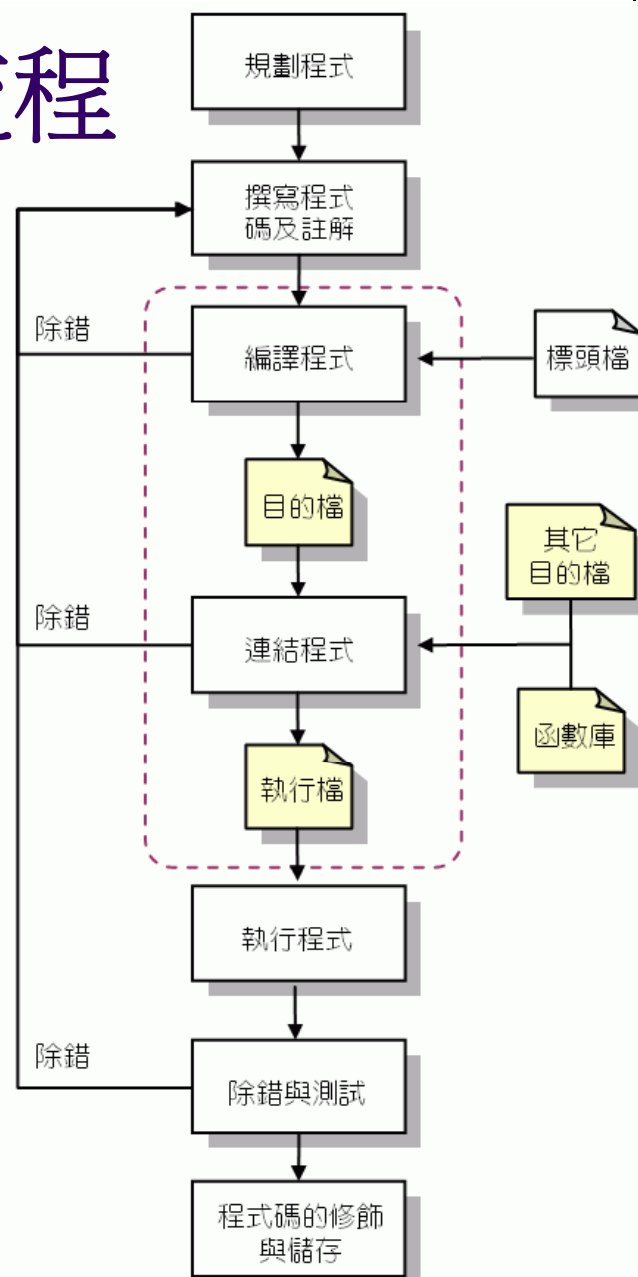 程
規劃程式
撰寫程式
碼及註解
除錯
編譯程式
標頭檔
目的檔
其它
目的檔
除錯
連結程式
函數庫
執行檔
執行程式
除錯
除錯與測試
程式碼的修飾
與儲存